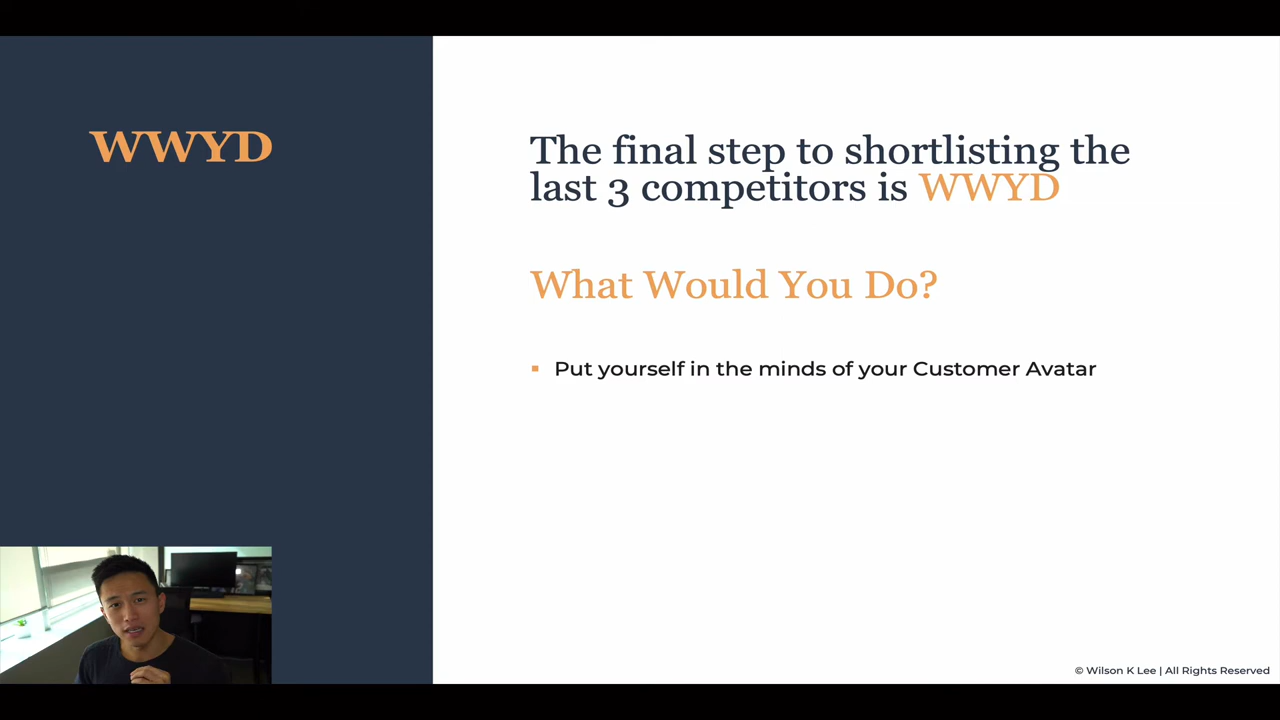 WWYD
The final step to shortlisting the
last 3 competitors is WWYD
What Would You Do?
▪ Put yourself in the minds of your Customer Avatar
© Wilson K Lee | All Rights Reserved